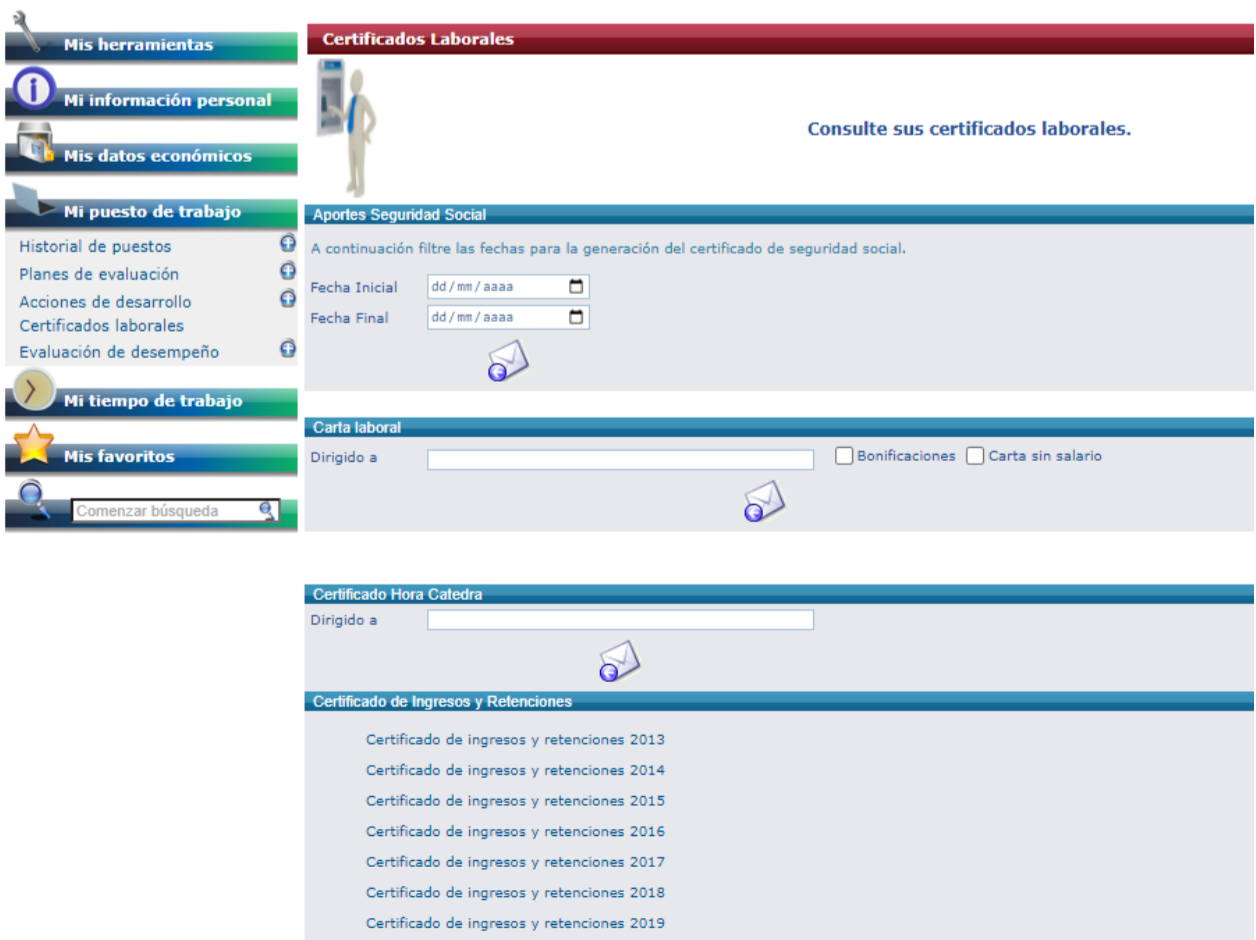 Mis herramientas
Mi información personal
Mis datos económicos
Mi puesto de trabajo
Historial de puestos
Planes de evaluación
Acciones de desarrollo
Certificados laborales
Evaluación de desempeño
Mi tiempo de trabajo
Mis favoritos
Comenzar búsqueda
Certificados Laborales
Consulte sus certificados laborales.
Aportes Seguridad Social
A continuación filtre las fechas para la generación del certificado de seguridad social.
Fecha Inicial dd/mm/aaaa
Fecha Final dd/mm/aaaa
Carta laboral
Dirigido a Bonificaciones Carta sin salario
Certificado Hora Catedra
Dirigido a
Certificado de Ingresos y Retenciones
Certificado de ingresos y retenciones 2013
Certificado de ingresos y retenciones 2014
Certificado de ingresos y retenciones 2015
Certificado de ingresos y retenciones 2016
Certificado de ingresos y retenciones 2017
Certificado de ingresos y retenciones 2018
Certificado de ingresos y retenciones 2019